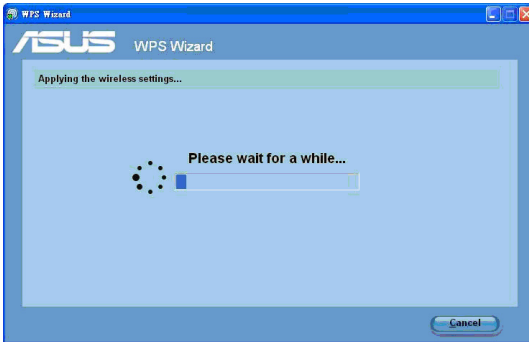 WPS Wizard
ASUS WPS Wizard
Applying the wireless settings...
Please wait for a while...
Cancel